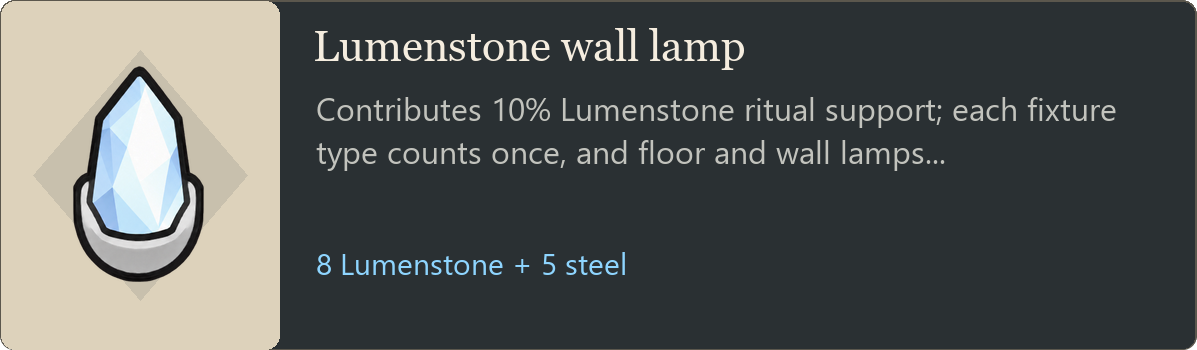 Lumenstone wall lamp
Contributes 10% Lumenstone ritual support; each fixture
type counts once, and floor and wall lamps...
8 Lumenstone + 5 steel